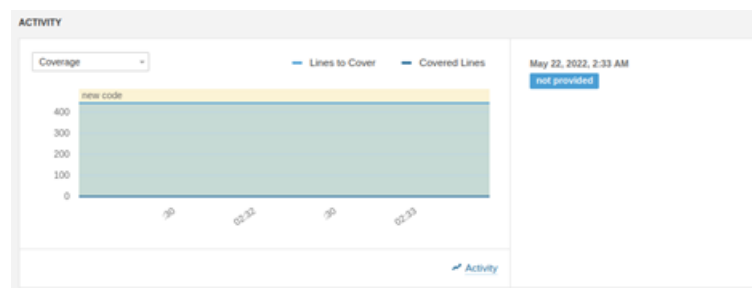 ACTIVITY
Coverage
Lines to Cover
Covered Lines
new code
400
300
200
100
0
:30
02:32
:30
02:33
Activity
May 22, 2022, 2:33 AM
not provided